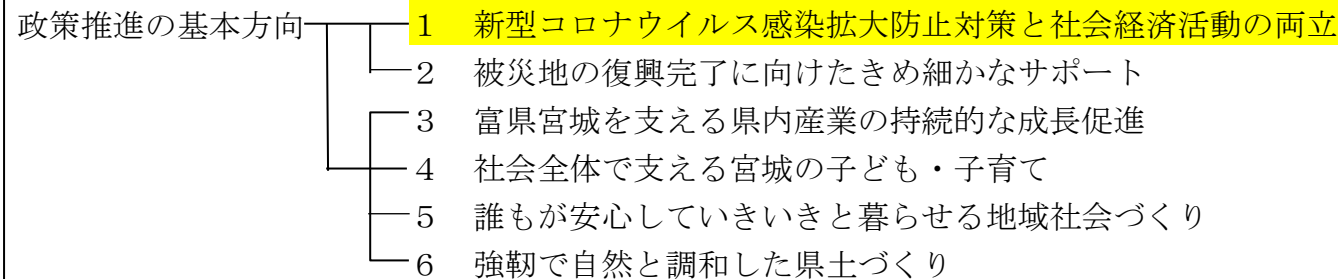 政策推進の基本方向
1 新型コロナウイルス感染拡大防止対策と社会経済活動の両立
2 被災地の復興完了に向けたきめ細かなサポート
3 富県宮城を支える県内産業の持続的な成長促進
4 社会全体で支える宮城の子ども・子育て
5 誰もが安心していきいきと暮らせる地域社会づくり
6 強靭で自然と調和した県土づくり